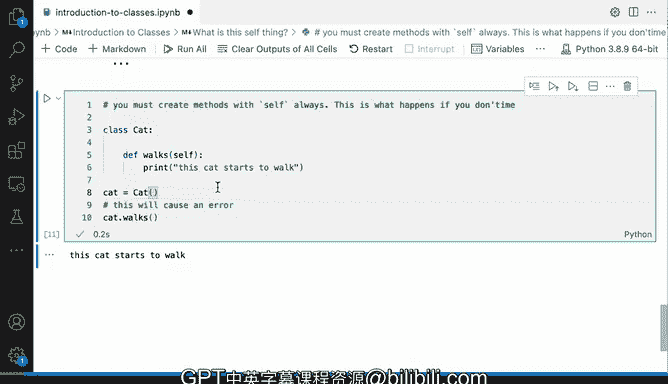 introduction-to-classes.ipynb
ynb > Introduction to Classes > What is this self thing? > # you must create methods with `self` always. This is what happens if you don'time
+ Code + Markdown Run All Clear Outputs of All Cells Restart Interrupt Variables ... Python 3.8.9 64-bit
1 # you must create methods with `self` always. This is what happens if you don'time
2
3 class Cat:
4
5 def walks(self):
6 print("this cat starts to walk")
7
8 cat = Cat()
9 # this will cause an error
10 cat.walks()
[11] 0.2s Python
this cat starts to walk
GPT中英字幕课程资源@bilibili.com